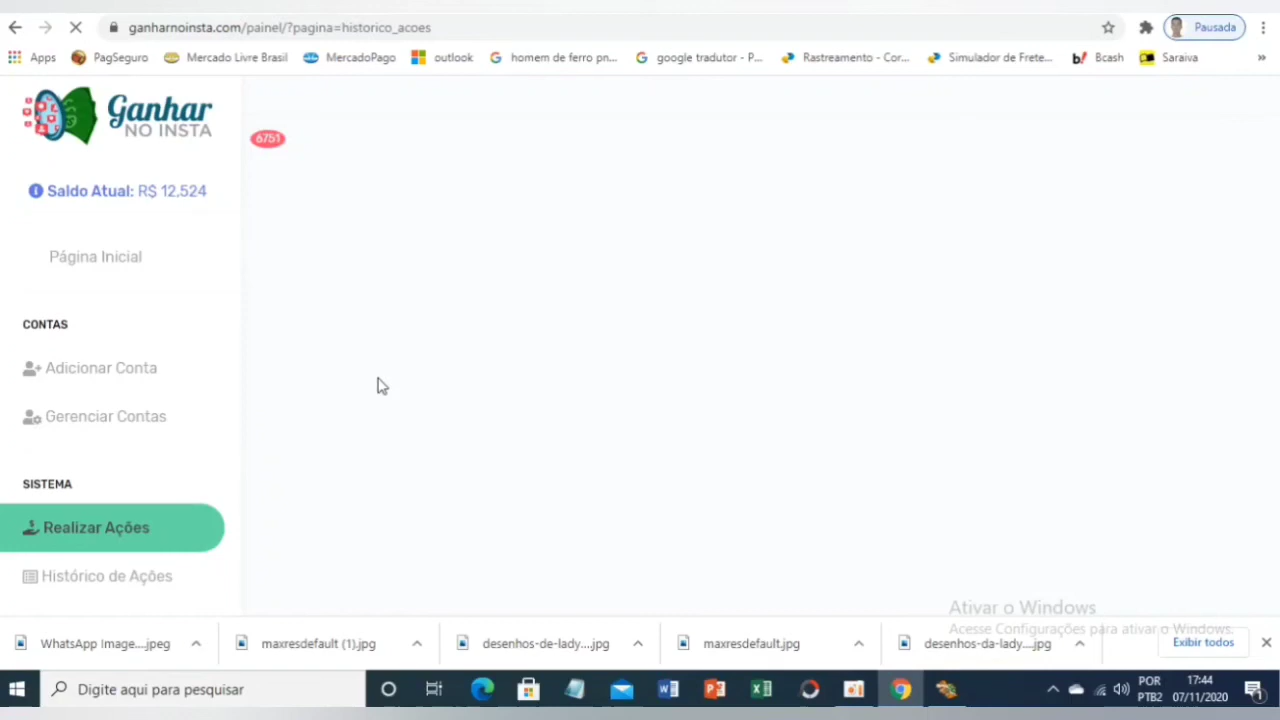 ganharnoinsta.com/painel/?pagina=historico_acoes
Pausada
Apps PagSeguro Mercado Livre Brasil MercadoPago outlook homem de ferro pn... google tradutor - P... Rastreamento - Cor... Simulador de Frete... b! Bcash Saraiva »
Ganhar
NO INSTA
6751
Saldo Atual: R$ 12,524
Página Inicial
CONTAS
Adicionar Conta
Gerenciar Contas
SISTEMA
Realizar Ações
Histórico de Ações
Ativar o Windows
Acesse Configurações para ativar o Windows.
WhatsApp Image....jpeg maxresdefault (1).jpg desenhos-de-lady....jpg maxresdefault.jpg desenhos-da-lady....jpg Exibir todos
Digite aqui para pesquisar
POR
PTB2
17:44
07/11/2020
1